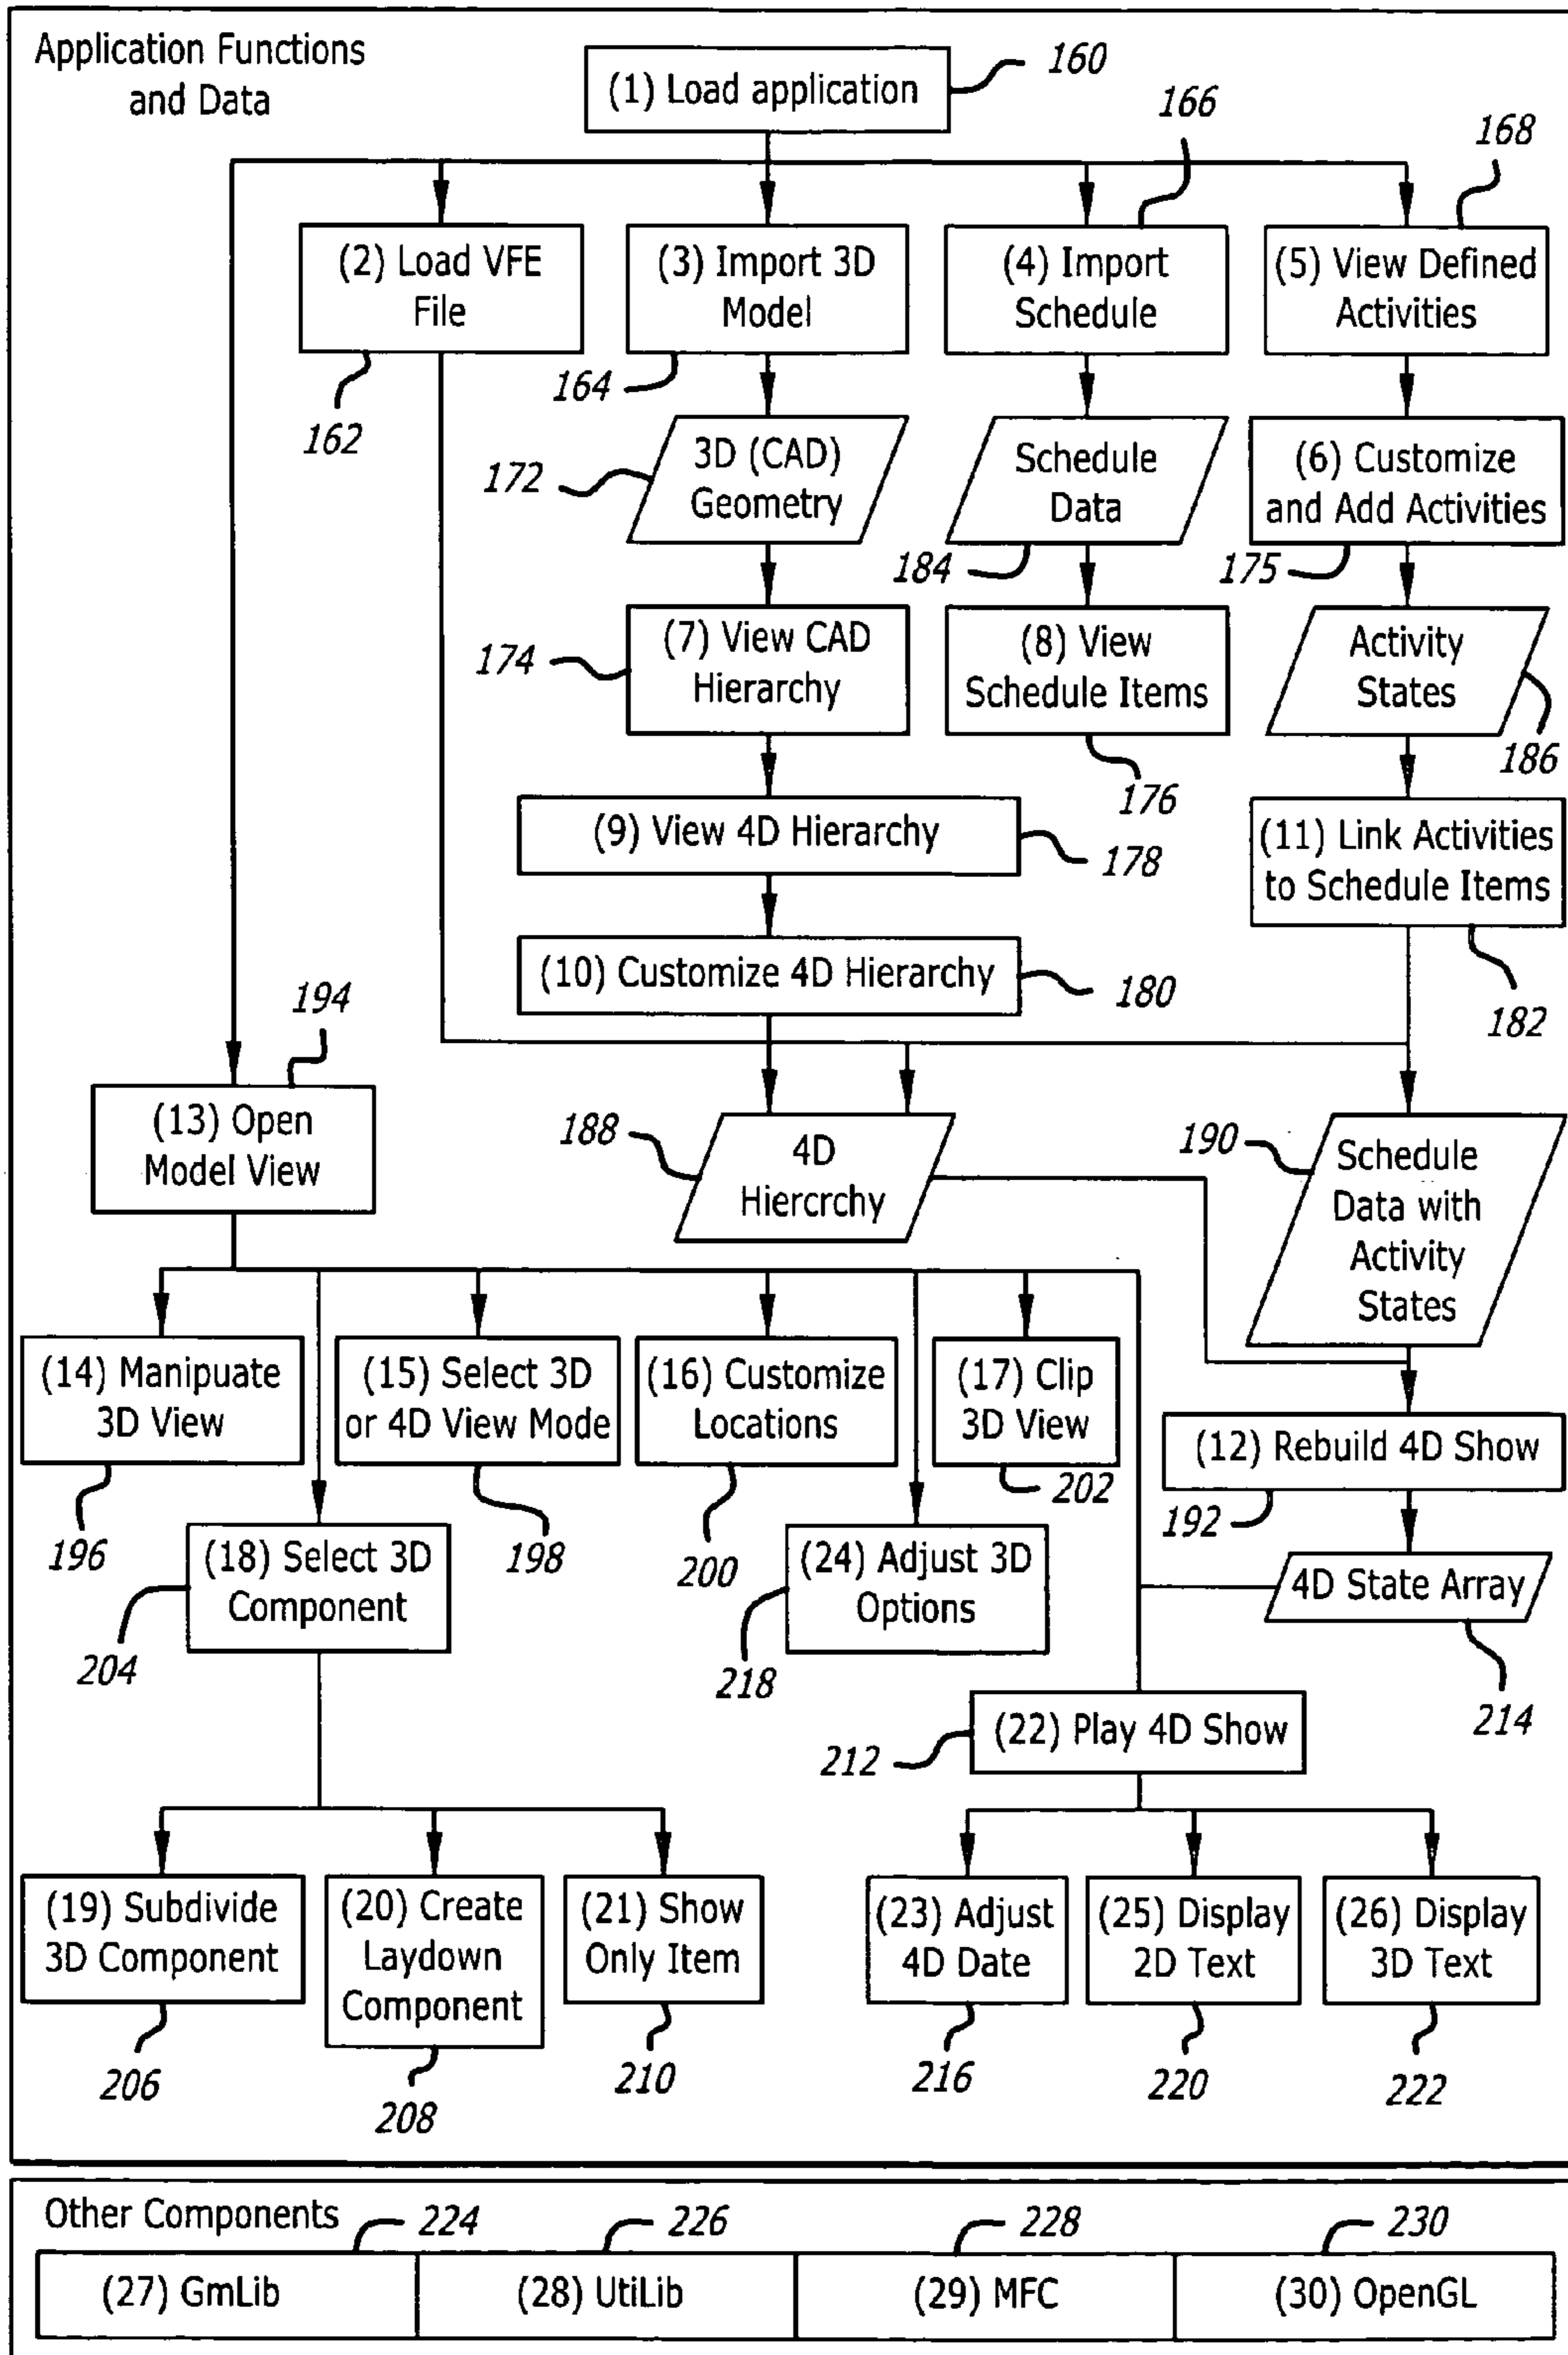 Application Functions
and Data
(1) Load application
160
166
168
(2) Load VFE
File
(3) Import 3D
Model
(4) Import
Schedule
(5) View Defined
Activities
162
164
172
3D (CAD)
Geometry
Schedule
Data
(6) Customize
and Add Activities
184
175
174
(7) View CAD
Hierarchy
(8) View
Schedule Items
Activity
States
186
176
(9) View 4D Hierarchy
178
(11) Link Activities
to Schedule Items
(10) Customize 4D Hierarchy
180
182
194
(13) Open
Model View
188
4D
Hiercrchy
190
Schedule
Data with
Activity
States
(14) Manipuate
3D View
(15) Select 3D
or 4D View Mode
(16) Customize
Locations
(17) Clip
3D View
(12) Rebuild 4D Show
196
198
200
202
192
(18) Select 3D
Component
(24) Adjust 3D
Options
4D State Array
204
218
214
(22) Play 4D Show
212
(19) Subdivide
3D Component
(20) Create
Laydown
Component
(21) Show
Only Item
(23) Adjust
4D Date
(25) Display
2D Text
(26) Display
3D Text
206
208
210
216
220
222
Other Components
224
226
228
230
(27) GmLib
(28) UtiLib
(29) MFC
(30) OpenGL